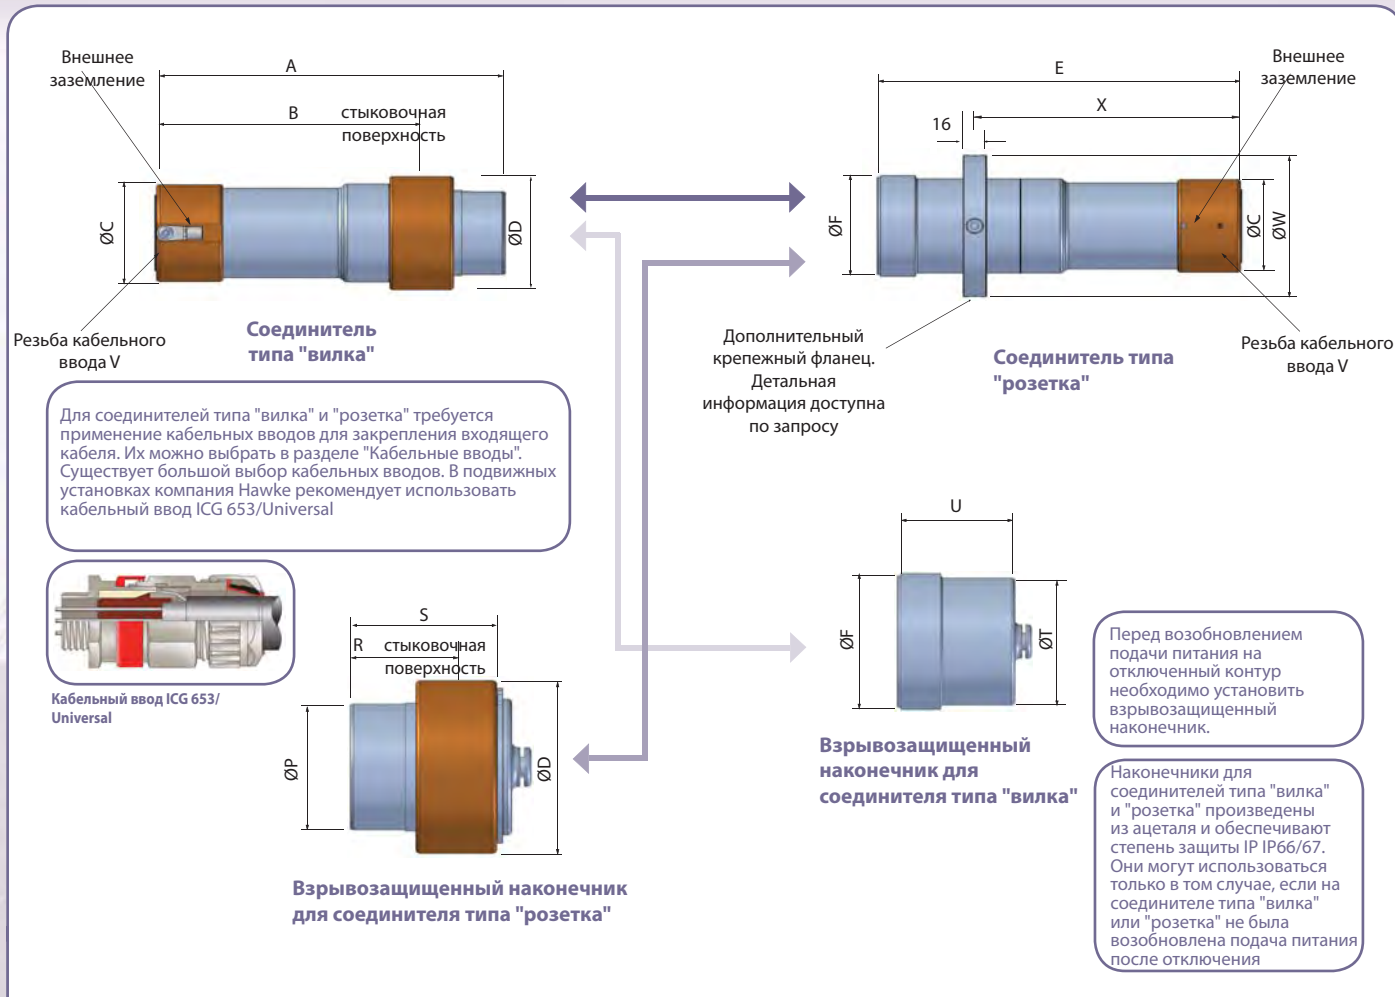 Внешнее
заземление
A
B
стыковочная
поверхность
ØC
ØD
Резьба кабельного
ввода V
Соединитель
типа "вилка"
E
X
16
Внешнее
заземление
ØF
ØC
ØW
Дополнительный
крепежный фланец.
Детальная
информация доступна
по запросу
Соединитель типа
"розетка"
Резьба кабельного
ввода V
Для соединителей типа "вилка" и "розетка" требуется
применение кабельных вводов для закрепления входящего
кабеля. Их можно выбрать в разделе "Кабельные вводы".
Существует большой выбор кабельных вводов. В подвижных
установках компания Hawke рекомендует использовать
кабельный ввод ICG 653/Universal
Кабельный ввод ICG 653/
Universal
S
R
стыковочная
поверхность
ØP
ØD
Взрывозащищенный наконечник
для соединителя типа "розетка"
U
ØF
ØT
Взрывозащищенный
наконечник для
соединителя типа "вилка"
Перед возобновлением
подачи питания на
отключенный контур
необходимо установить
взрывозащищенный
наконечник.
Наконечники для
соединителей типа "вилка"
и "розетка" произведены
из ацеталя и обеспечивают
степень защиты IP IP66/67.
Они могут использоваться
только в том случае, если на
соединителе типа "вилка"
или "розетка" не была
возобновлена подача питания
после отключения